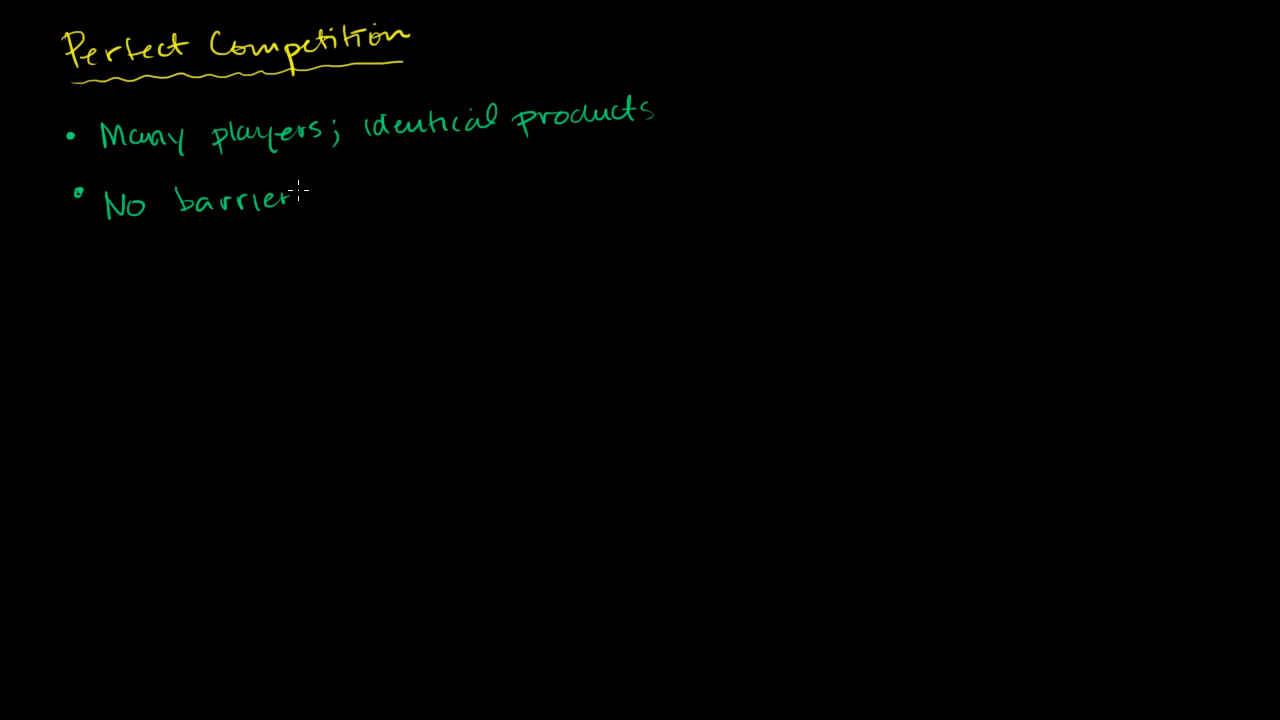 Perfect Competition
• Many players; identical products
• No barrier